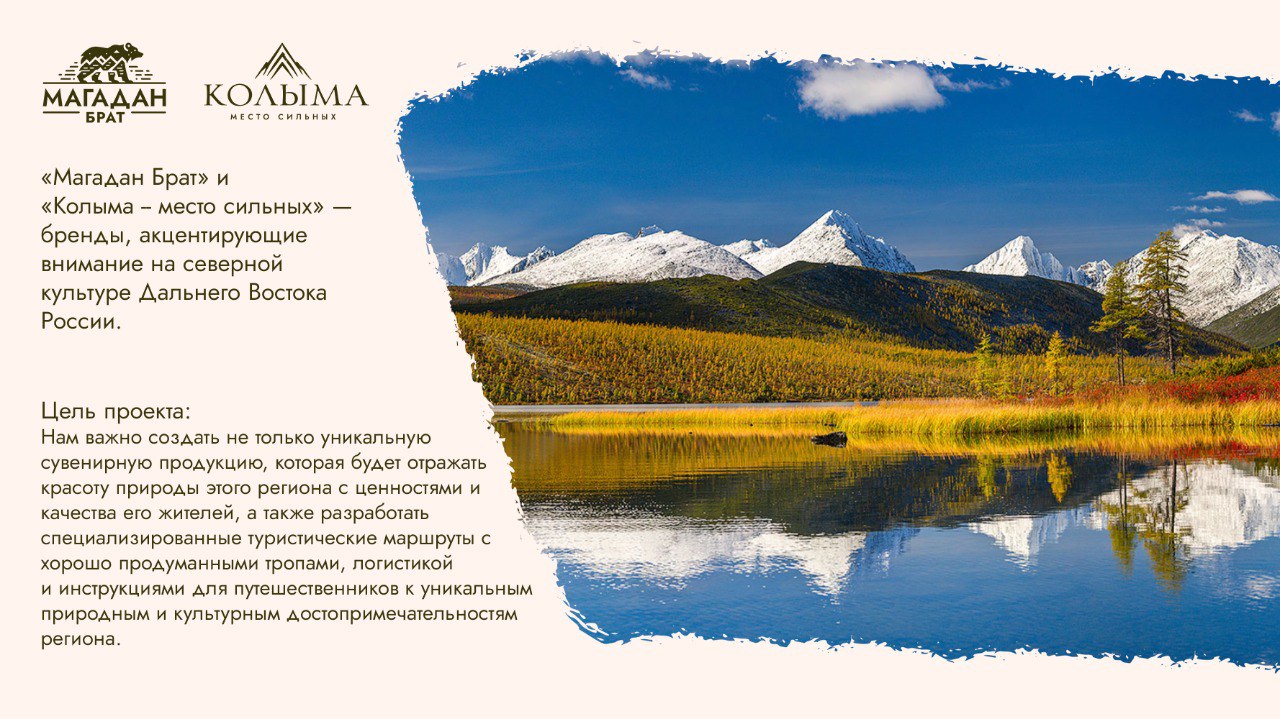 МАГАДАН
БРАТ
КОЛЫМА
МЕСТО СИЛЬНЫХ
«Магадан Брат» и
«Колыма – место сильных» —
бренды, акцентирующие
внимание на северной
культуре Дальнего Востока
России.
Цель проекта:
Нам важно создать не только уникальную
сувенирную продукцию, которая будет отражать
красоту природы этого региона с ценностями и
качества его жителей, а также разработать
специализированные туристические маршруты с
хорошо продуманными тропами, логистикой
и инструкциями для путешественников к уникальным
природным и культурным достопримечательностям
региона.